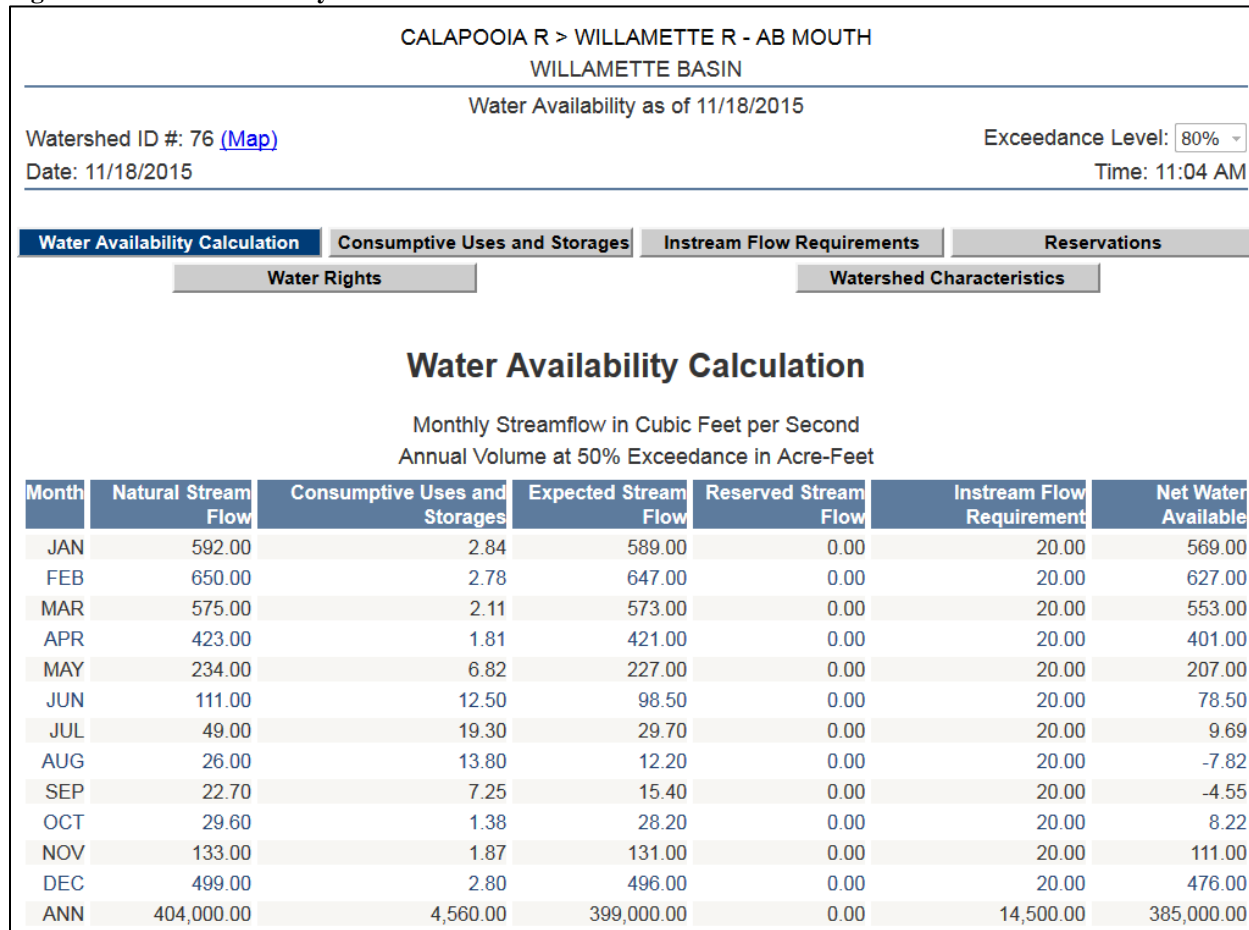 CALAPOOIA R > WILLAMETTE R - AB MOUTH
WILLAMETTE BASIN
Water Availability as of 11/18/2015
Watershed ID #: 76 (Map) Exceedance Level: 80%
Date: 11/18/2015 Time: 11:04 AM
Water Availability Calculation Consumptive Uses and Storages Instream Flow Requirements Reservations
Water Rights Watershed Characteristics
Water Availability Calculation
Monthly Streamflow in Cubic Feet per Second
Annual Volume at 50% Exceedance in Acre-Feet
Month Natural Stream Flow Consumptive Uses and Storages Expected Stream Flow Reserved Stream Flow Instream Flow Requirement Net Water Available
JAN 592.00 2.84 589.00 0.00 20.00 569.00
FEB 650.00 2.78 647.00 0.00 20.00 627.00
MAR 575.00 2.11 573.00 0.00 20.00 553.00
APR 423.00 1.81 421.00 0.00 20.00 401.00
MAY 234.00 6.82 227.00 0.00 20.00 207.00
JUN 111.00 12.50 98.50 0.00 20.00 78.50
JUL 49.00 19.30 29.70 0.00 20.00 9.69
AUG 26.00 13.80 12.20 0.00 20.00 -7.82
SEP 22.70 7.25 15.40 0.00 20.00 -4.55
OCT 29.60 1.38 28.20 0.00 20.00 8.22
NOV 133.00 1.87 131.00 0.00 20.00 111.00
DEC 499.00 2.80 496.00 0.00 20.00 476.00
ANN 404,000.00 4,560.00 399,000.00 0.00 14,500.00 385,000.00